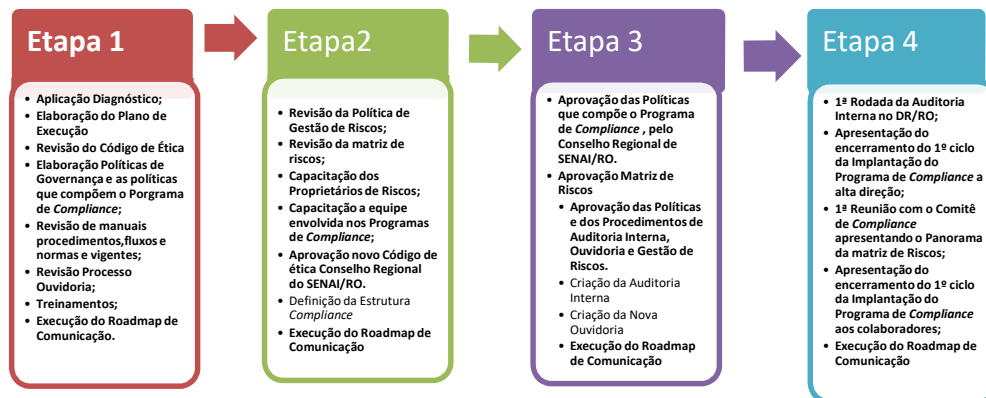 Etapa 1
• Aplicação Diagnóstico;
• Elaboração do Plano de
Execução
• Revisão do Código de Ética
• Elaboração Políticas de
Governança e as políticas
que compõem o Porgrama
de Compliance;
• Revisão de manuais
procedimentos,fluxos e
normas e vigentes;
• Revisão Processo
Ouvidoria;
• Treinamentos;
• Execução do Roadmap de
Comunicação.
Etapa2
• Revisão da Política de
Gestão de Riscos;
• Revisão da matriz de
riscos;
• Capacitação dos
Proprietários de Riscos;
• Capacitação a equipe
envolvida nos Programas
de Compliance;
• Aprovação novo Código de
ética Conselho Regional
do SENAI/RO.
• Definição da Estrutura
Compliance
• Execução do Roadmap de
Comunicação
Etapa 3
• Aprovação das Políticas
que compõe o Programa
de Compliance , pelo
Conselho Regional de
SENAI/RO.
• Aprovação Matriz de
Riscos
• Aprovação das Políticas
e dos Procedimentos de
Auditoria Interna,
Ouvidoria e Gestão de
Riscos.
• Criação da Auditoria
Interna
• Criação da Nova
Ouvidoria
• Execução do Roadmap
de Comunicação
Etapa 4
• 1ª Rodada da Auditoria
Interna no DR/RO;
• Apresentação do
encerramento do 1º ciclo
da Implantação do
Programa de Compliance a
alta direção;
• 1ª Reunião com o Comitê
de Compliance
apresentando o Panorama
da matriz de Riscos;
• Apresentação do
encerramento do 1º ciclo
da Implantação do
Programa de Compliance
aos colaboradores;
• Execução do Roadmap de
Comunicação